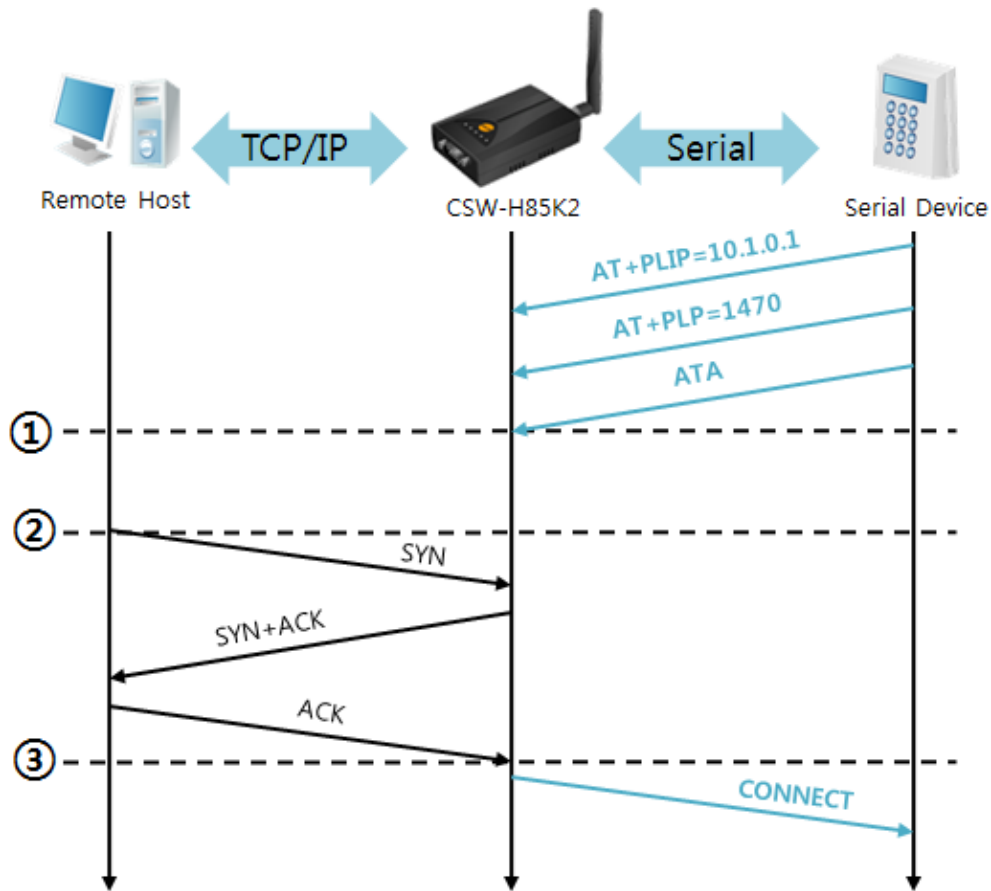 TCP/IP
Serial
Remote Host
CSW-H85K2
Serial Device
AT+PLIP=10.1.0.1
AT+PLP=1470
ATA
①
②
SYN
SYN+ACK
ACK
③
CONNECT